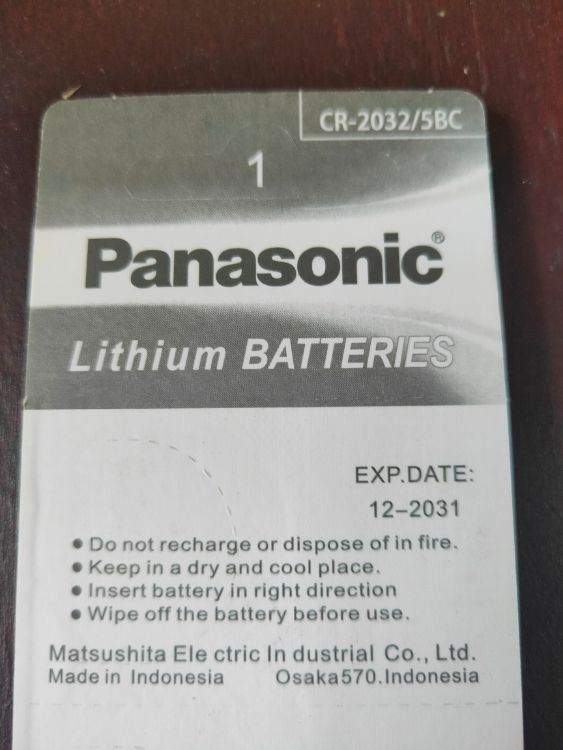 CR-2032/5BC
1
Panasonic®
Lithium BATTERIES
EXP.DATE:
12-2031
• Do not recharge or dispose of in fire.
• Keep in a dry and cool place.
• Insert battery in right direction
• Wipe off the battery before use.
Matsushita Ele ctric In dustrial Co., Ltd.
Made in Indonesia Osaka570.Indonesia